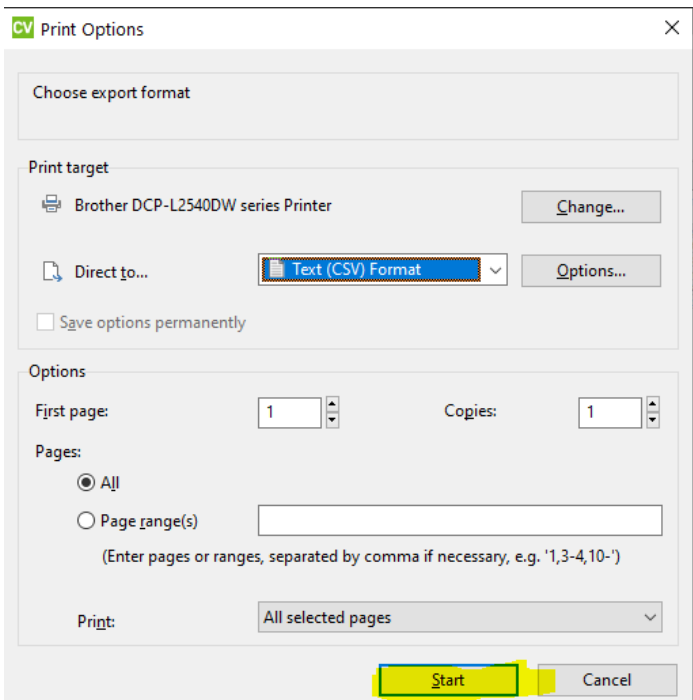 CV Print Options
Choose export format
Print target
Brother DCP-L2540DW series Printer
Change...
Direct to...
Text (CSV) Format
Options...
Save options permanently
Options
First page:
1
Copies:
1
Pages:
All
Page range(s)
(Enter pages or ranges, separated by comma if necessary, e.g. '1,3-4,10-')
Print:
All selected pages
Start
Cancel